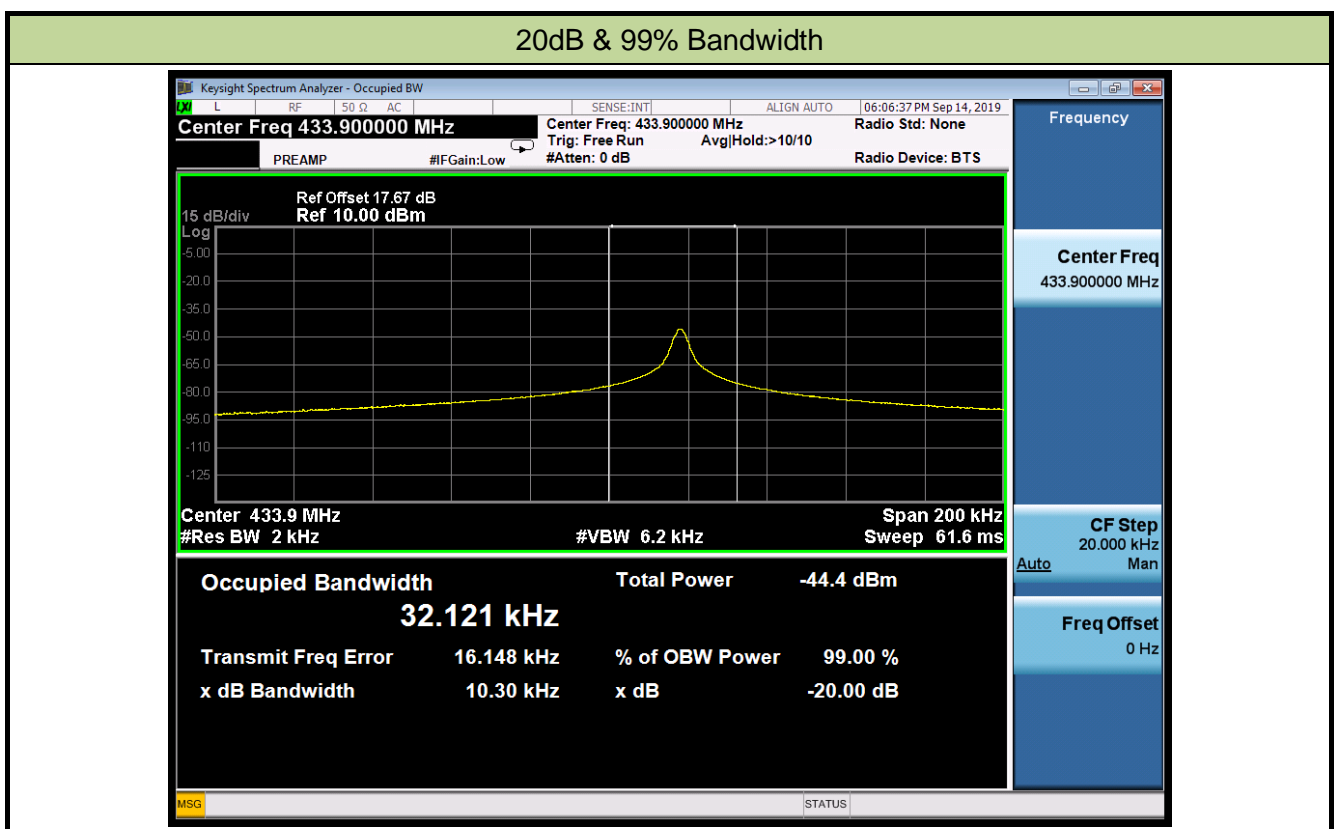 20dB & 99% Bandwidth
Keysight Spectrum Analyzer - Occupied BW
LXI L RF 50 Ω AC SENSE:INT ALIGN AUTO 06:06:37 PM Sep 14, 2019
Center Freq 433.900000 MHz
PREAMP #IFGain:Low
Center Freq: 433.900000 MHz
Trig: Free Run Avg|Hold:>10/10
#Atten: 0 dB
Radio Std: None
Radio Device: BTS
Ref Offset 17.67 dB
15 dB/div Ref 10.00 dBm
Log
-5.00
-20.0
-35.0
-50.0
-65.0
-80.0
-95.0
-110
-125
Center 433.9 MHz Span 200 kHz
#Res BW 2 kHz #VBW 6.2 kHz Sweep 61.6 ms
Occupied Bandwidth Total Power -44.4 dBm
32.121 kHz
Transmit Freq Error 16.148 kHz % of OBW Power 99.00 %
x dB Bandwidth 10.30 kHz x dB -20.00 dB
MSG STATUS
Frequency
Center Freq
433.900000 MHz
CF Step
20.000 kHz
Auto Man
Freq Offset
0 Hz